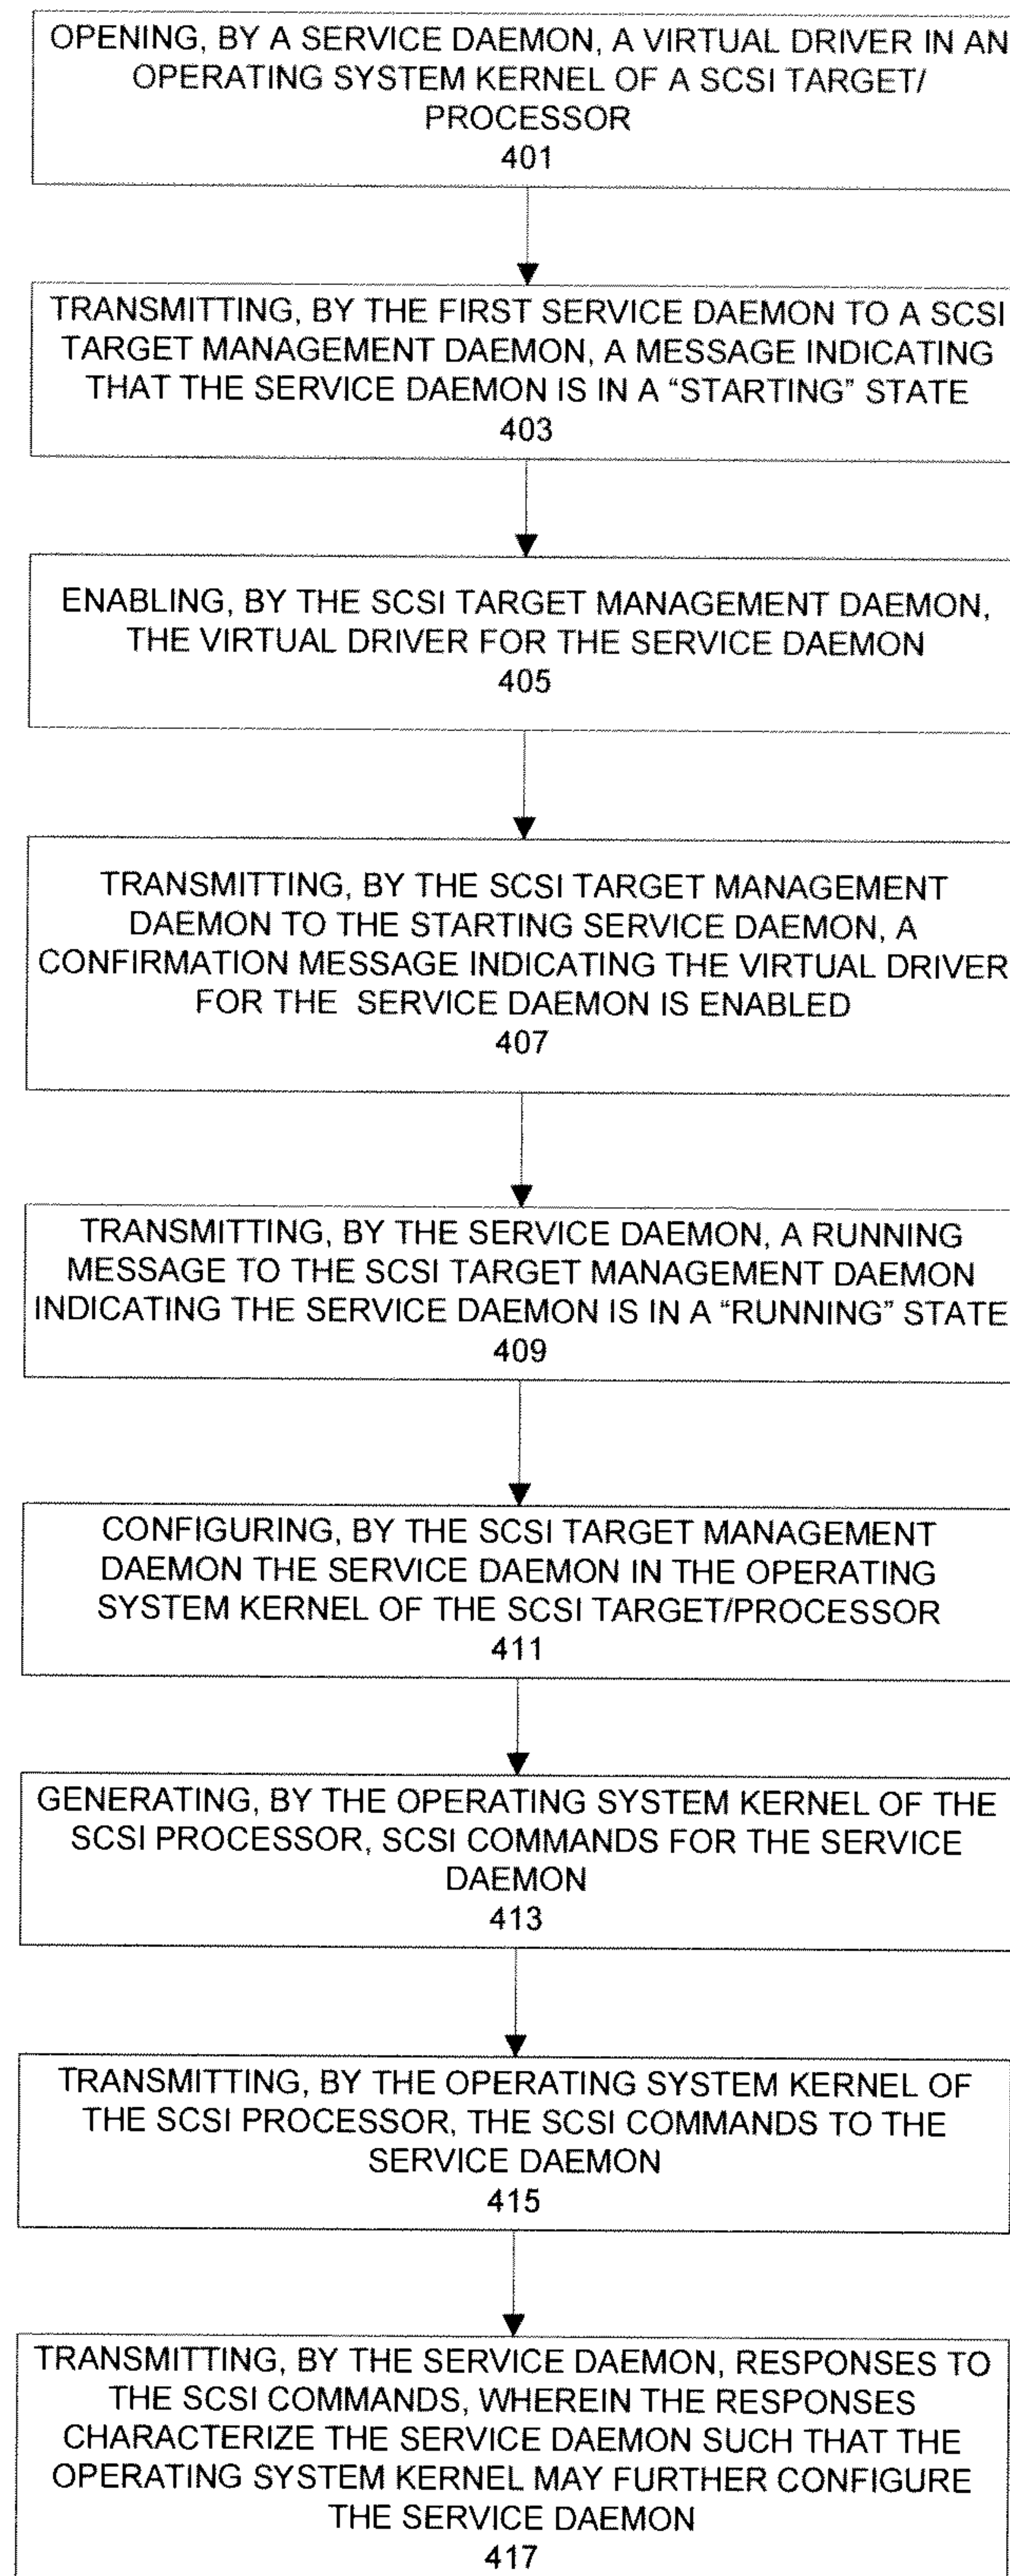 OPENING, BY A SERVICE DAEMON, A VIRTUAL DRIVER IN AN
OPERATING SYSTEM KERNEL OF A SCSI TARGET/
PROCESSOR
401
TRANSMITTING, BY THE FIRST SERVICE DAEMON TO A SCSI
TARGET MANAGEMENT DAEMON, A MESSAGE INDICATING
THAT THE SERVICE DAEMON IS IN A “STARTING” STATE
403
ENABLING, BY THE SCSI TARGET MANAGEMENT DAEMON,
THE VIRTUAL DRIVER FOR THE SERVICE DAEMON
405
TRANSMITTING, BY THE SCSI TARGET MANAGEMENT
DAEMON TO THE STARTING SERVICE DAEMON, A
CONFIRMATION MESSAGE INDICATING THE VIRTUAL DRIVER
FOR THE SERVICE DAEMON IS ENABLED
407
TRANSMITTING, BY THE SERVICE DAEMON, A RUNNING
MESSAGE TO THE SCSI TARGET MANAGEMENT DAEMON
INDICATING THE SERVICE DAEMON IS IN A “RUNNING” STATE
409
CONFIGURING, BY THE SCSI TARGET MANAGEMENT
DAEMON THE SERVICE DAEMON IN THE OPERATING
SYSTEM KERNEL OF THE SCSI TARGET/PROCESSOR
411
GENERATING, BY THE OPERATING SYSTEM KERNEL OF THE
SCSI PROCESSOR, SCSI COMMANDS FOR THE SERVICE
DAEMON
413
TRANSMITTING, BY THE OPERATING SYSTEM KERNEL OF
THE SCSI PROCESSOR, THE SCSI COMMANDS TO THE
SERVICE DAEMON
415
TRANSMITTING, BY THE SERVICE DAEMON, RESPONSES TO
THE SCSI COMMANDS, WHEREIN THE RESPONSES
CHARACTERIZE THE SERVICE DAEMON SUCH THAT THE
OPERATING SYSTEM KERNEL MAY FURTHER CONFIGURE
THE SERVICE DAEMON
417